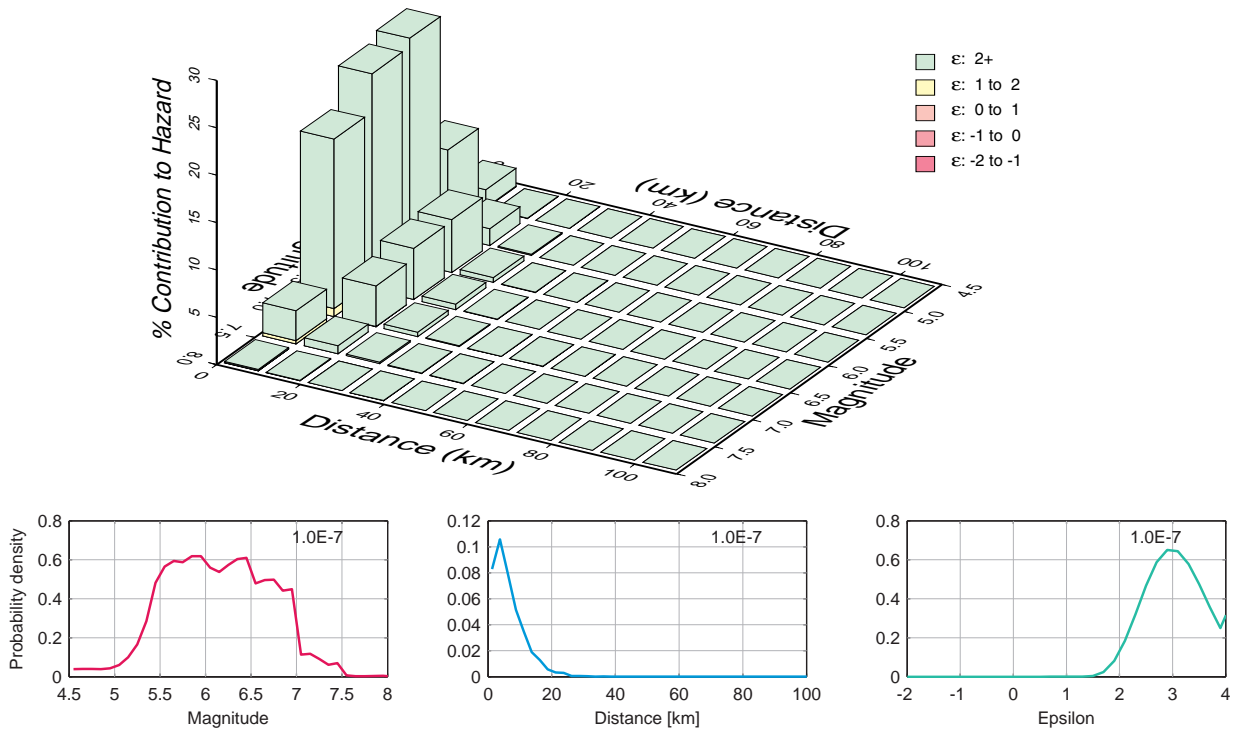 % Contribution to Hazard
30
25
20
15
10
5
0
ε: 2+
ε: 1 to 2
ε: 0 to 1
ε: -1 to 0
ε: -2 to -1
20
40
60
80
100
Distance (km)
7.5
8
0
20
40
60
80
100
Distance (km)
4.5
5.0
5.5
6.0
6.5
7.0
7.5
8.0
Magnitude
Probability density
0.8
0.6
0.4
0.2
0
1.0E-7
4.5 5 5.5 6 6.5 7 7.5 8
Magnitude
0.12
0.1
0.08
0.06
0.04
0.02
0
1.0E-7
0 20 40 60 80 100
Distance [km]
0.8
0.6
0.4
0.2
0
1.0E-7
-2 -1 0 1 2 3 4
Epsilon